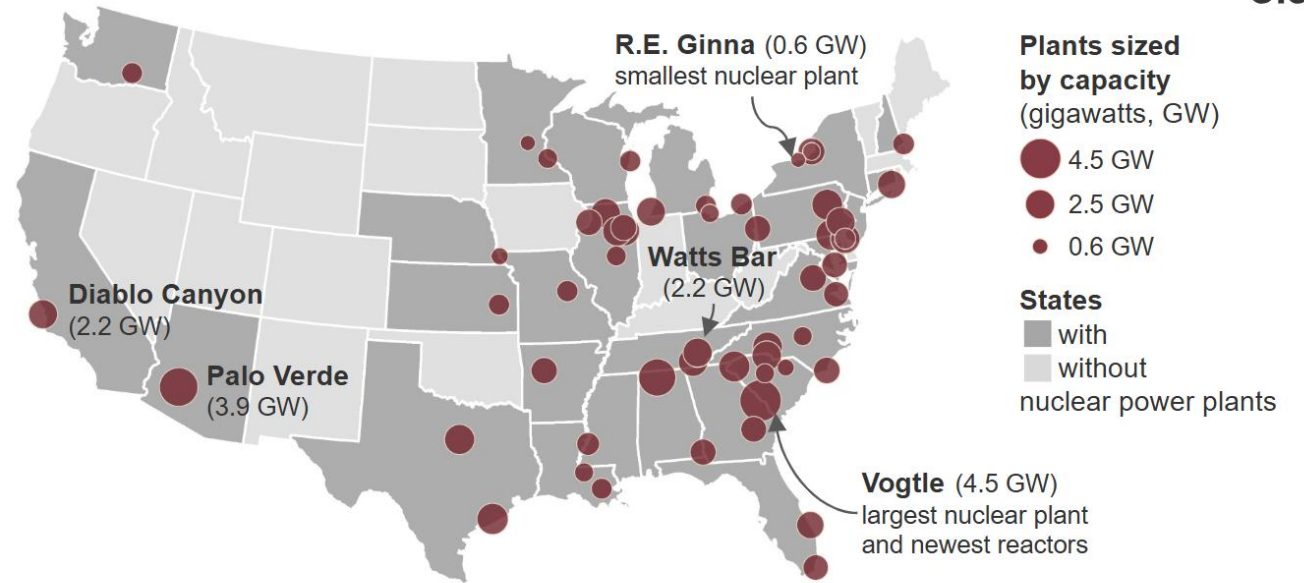 R.E. Ginna (0.6 GW)
smallest nuclear plant
Plants sized
by capacity
(gigawatts, GW)
4.5 GW
2.5 GW
0.6 GW
States
with
without
nuclear power plants
Watts Bar
(2.2 GW)
Diablo Canyon
(2.2 GW)
Palo Verde
(3.9 GW)
Vogtle (4.5 GW)
largest nuclear plant
and newest reactors